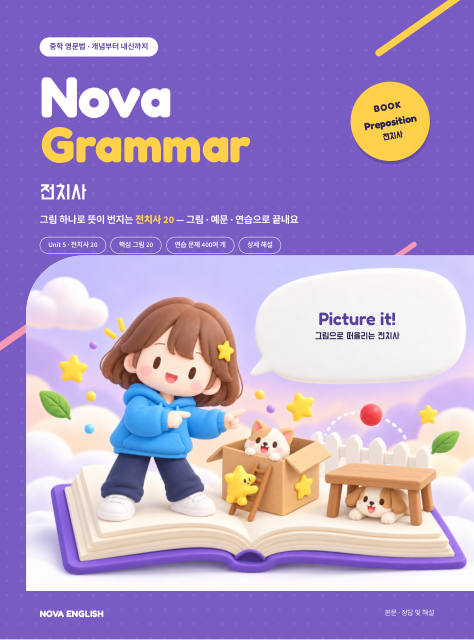 중학 영문법 · 개념부터 내신까지
Nova
Grammar
BOOK
Preposition
전치사
전치사
그림 하나로 뜻이 번지는 전치사 20 — 그림 · 예문 · 연습으로 끝내요
Unit 5 · 전치사 20
핵심 그림 20
연습 문제 400여 개
상세 해설
Picture it!
그림으로 떠올리는 전치사
NOVA ENGLISH
본문 · 정답 및 해설